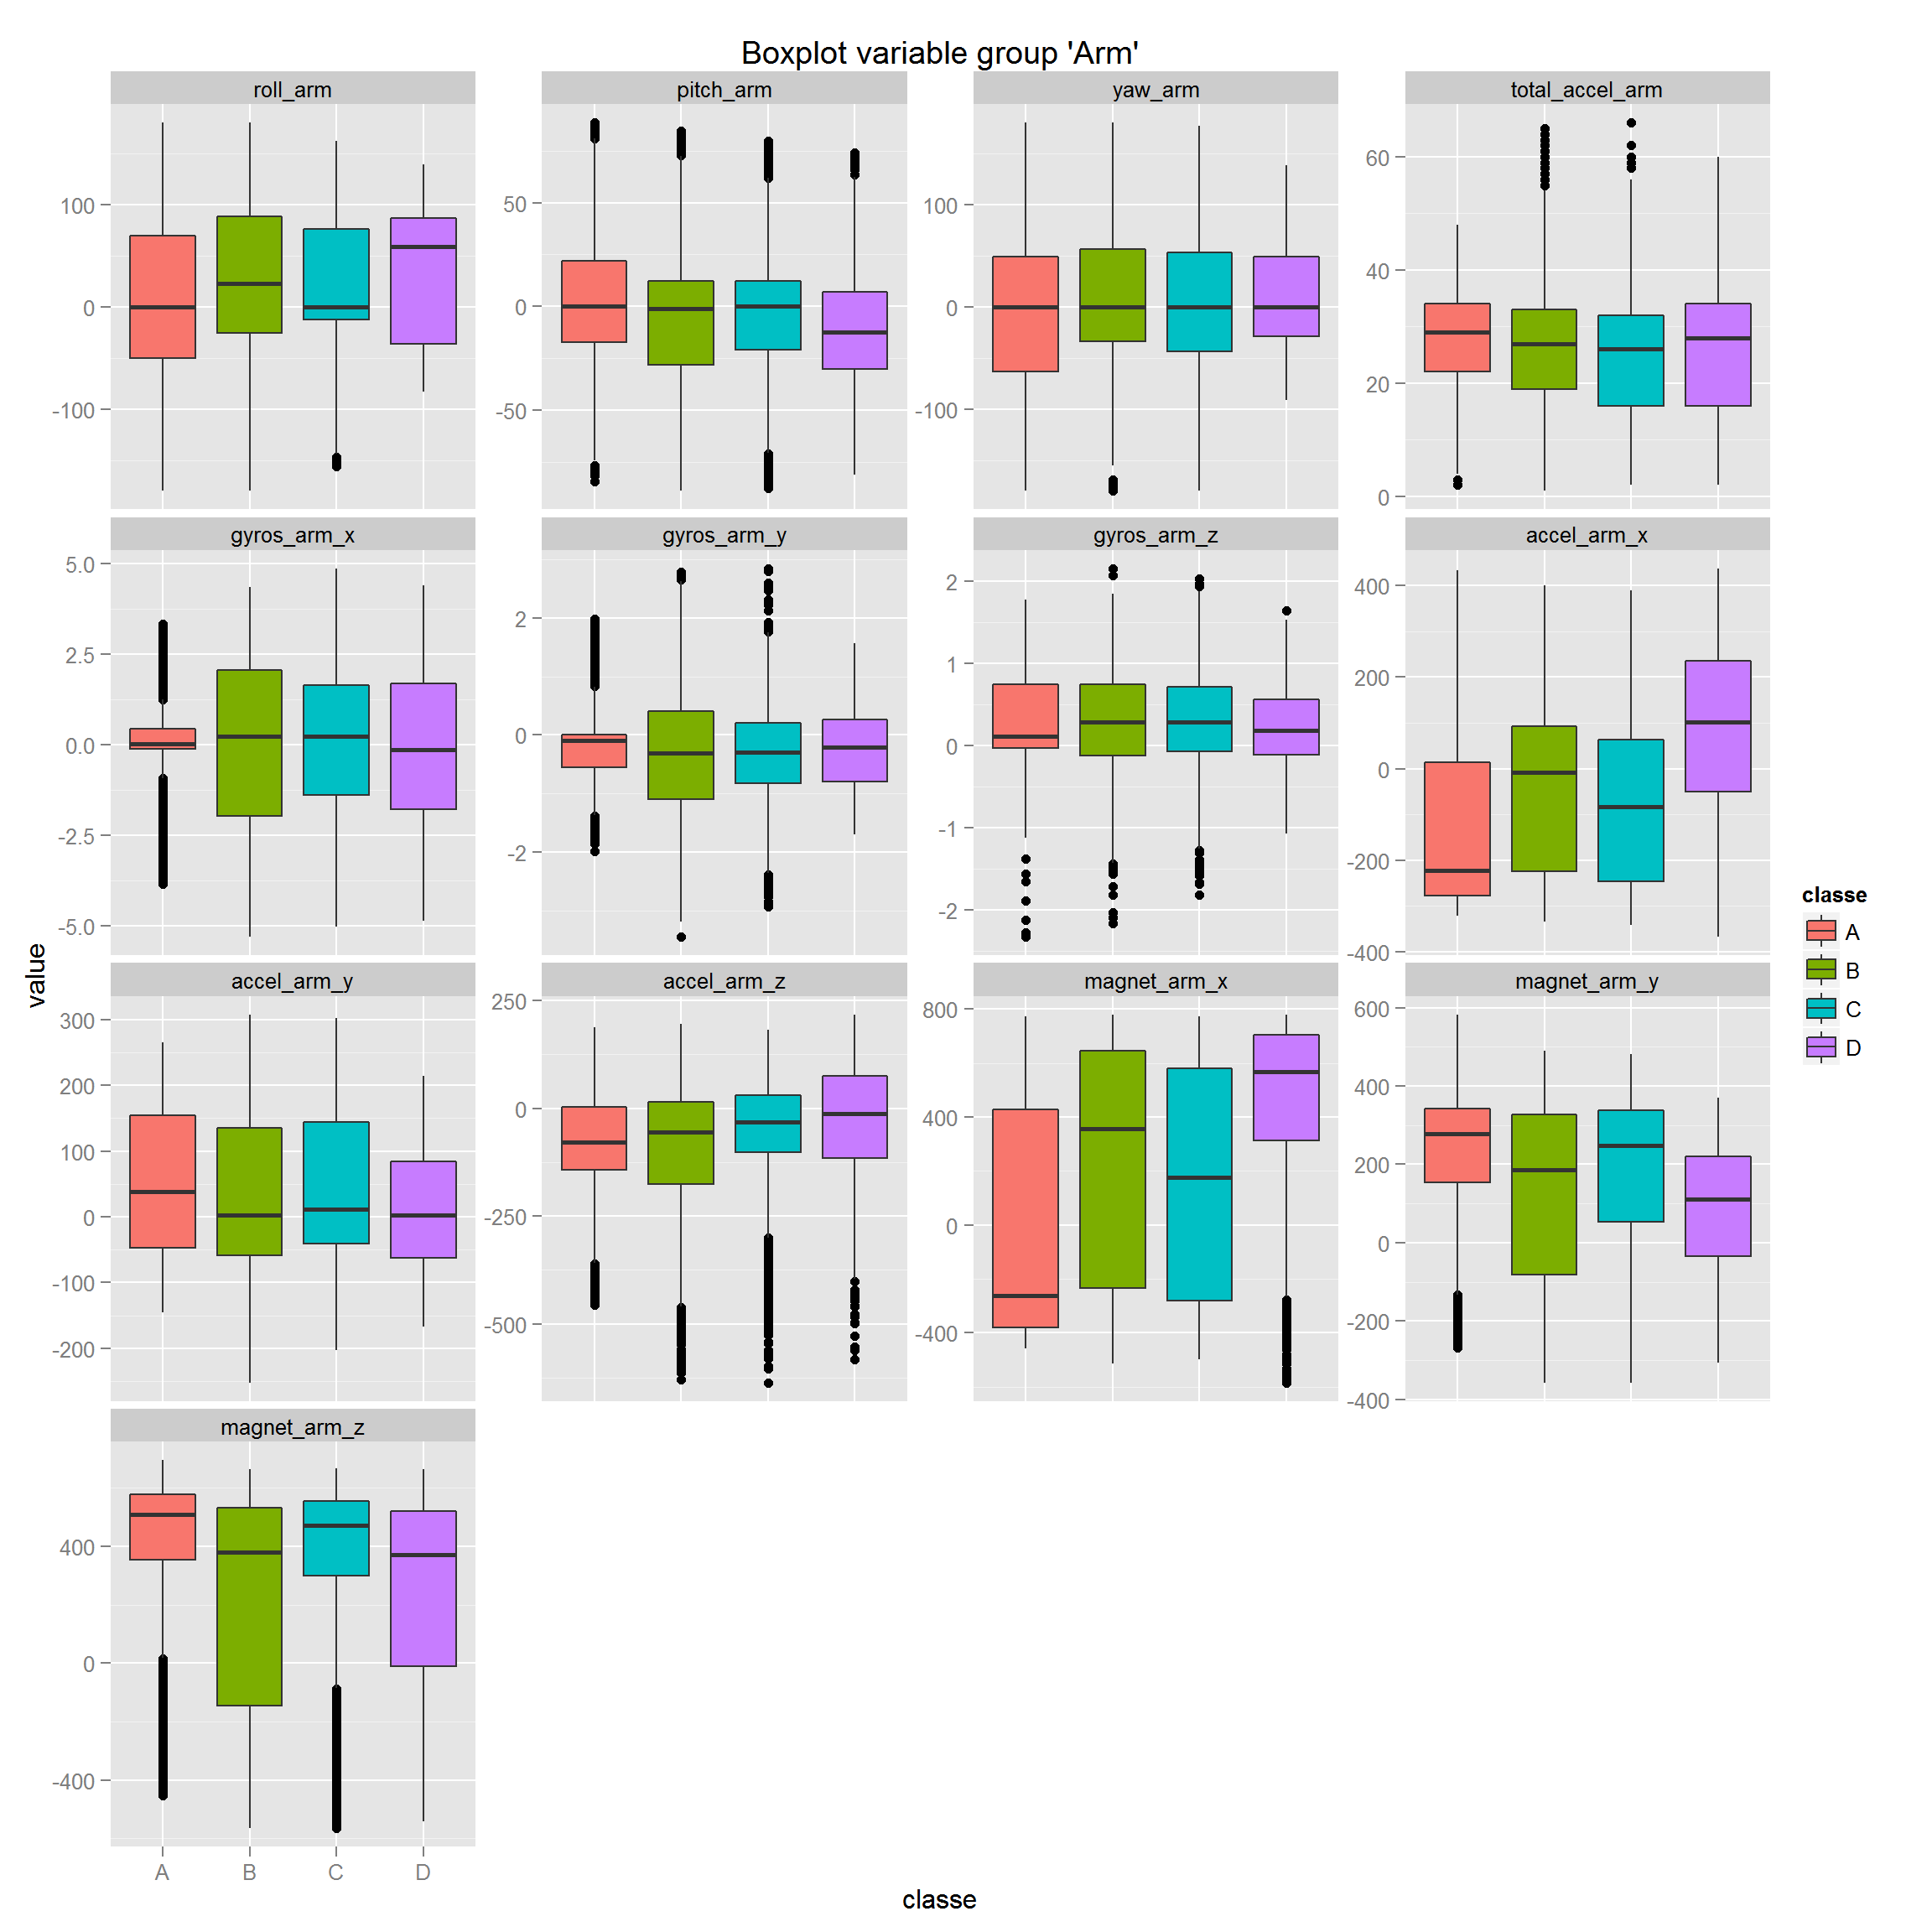 Boxplot variable group 'Arm'
roll_arm
pitch_arm
yaw_arm
total_accel_arm
100
0
-100
50
0
-50
100
0
-100
60
40
20
0
gyros_arm_x
gyros_arm_y
gyros_arm_z
accel_arm_x
5.0
2.5
0.0
-2.5
-5.0
2
0
-2
2
1
0
-1
-2
400
200
0
-200
-400
accel_arm_y
accel_arm_z
magnet_arm_x
magnet_arm_y
300
200
100
0
-100
-200
250
0
-250
-500
800
400
0
-400
600
400
200
0
-200
-400
magnet_arm_z
400
0
-400
A B C D
value
classe
classe
A
B
C
D